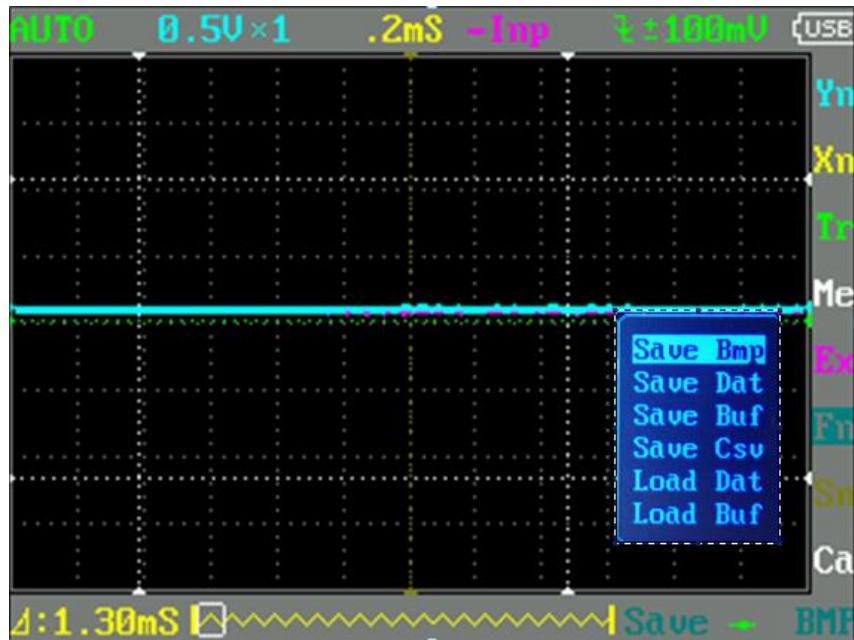 AUTO 0.5V×1 .2mS -Inp ±100mV USB
Yn
Xn
Tr
Me
Ex
Fn
Sn
Ca
Save Bmp
Save Dat
Save Buf
Save Csv
Load Dat
Load Buf
⊿:1.30mS Save BMP